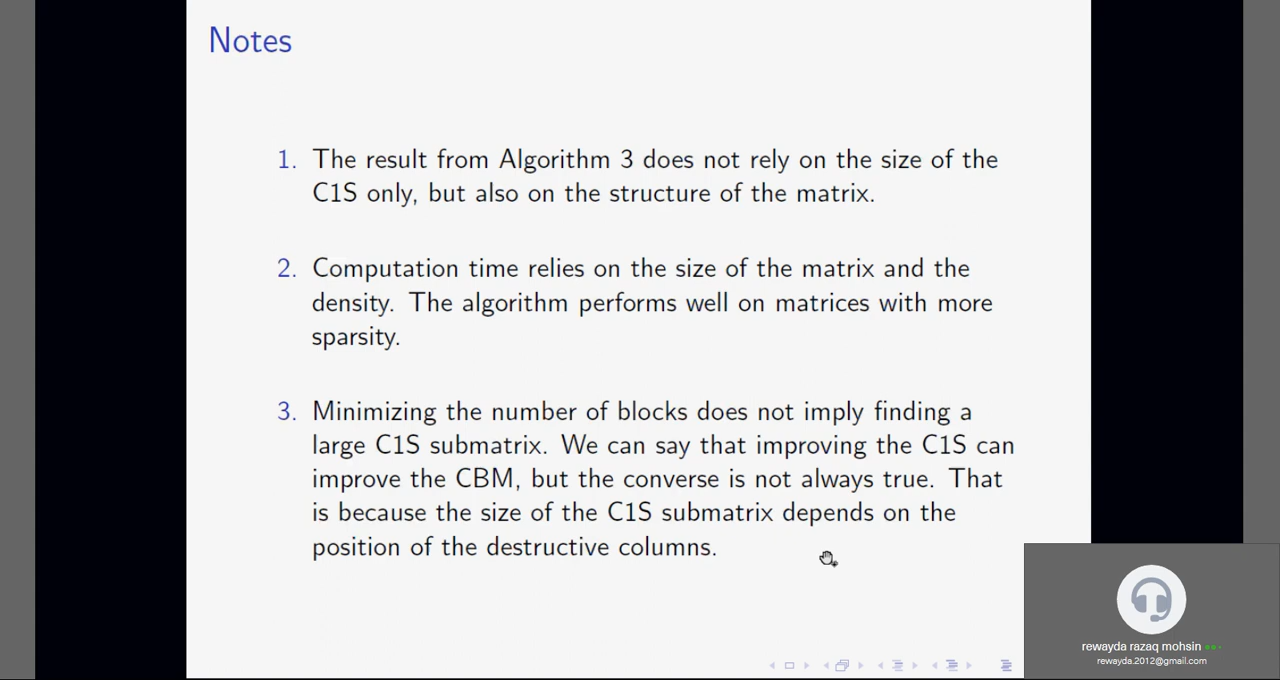 Notes
1. The result from Algorithm 3 does not rely on the size of the
C1S only, but also on the structure of the matrix.
2. Computation time relies on the size of the matrix and the
density. The algorithm performs well on matrices with more
sparsity.
3. Minimizing the number of blocks does not imply finding a
large C1S submatrix. We can say that improving the C1S can
improve the CBM, but the converse is not always true. That
is because the size of the C1S submatrix depends on the
position of the destructive columns.
rewayda razaq mohsin
rewayda.2012@gmail.com